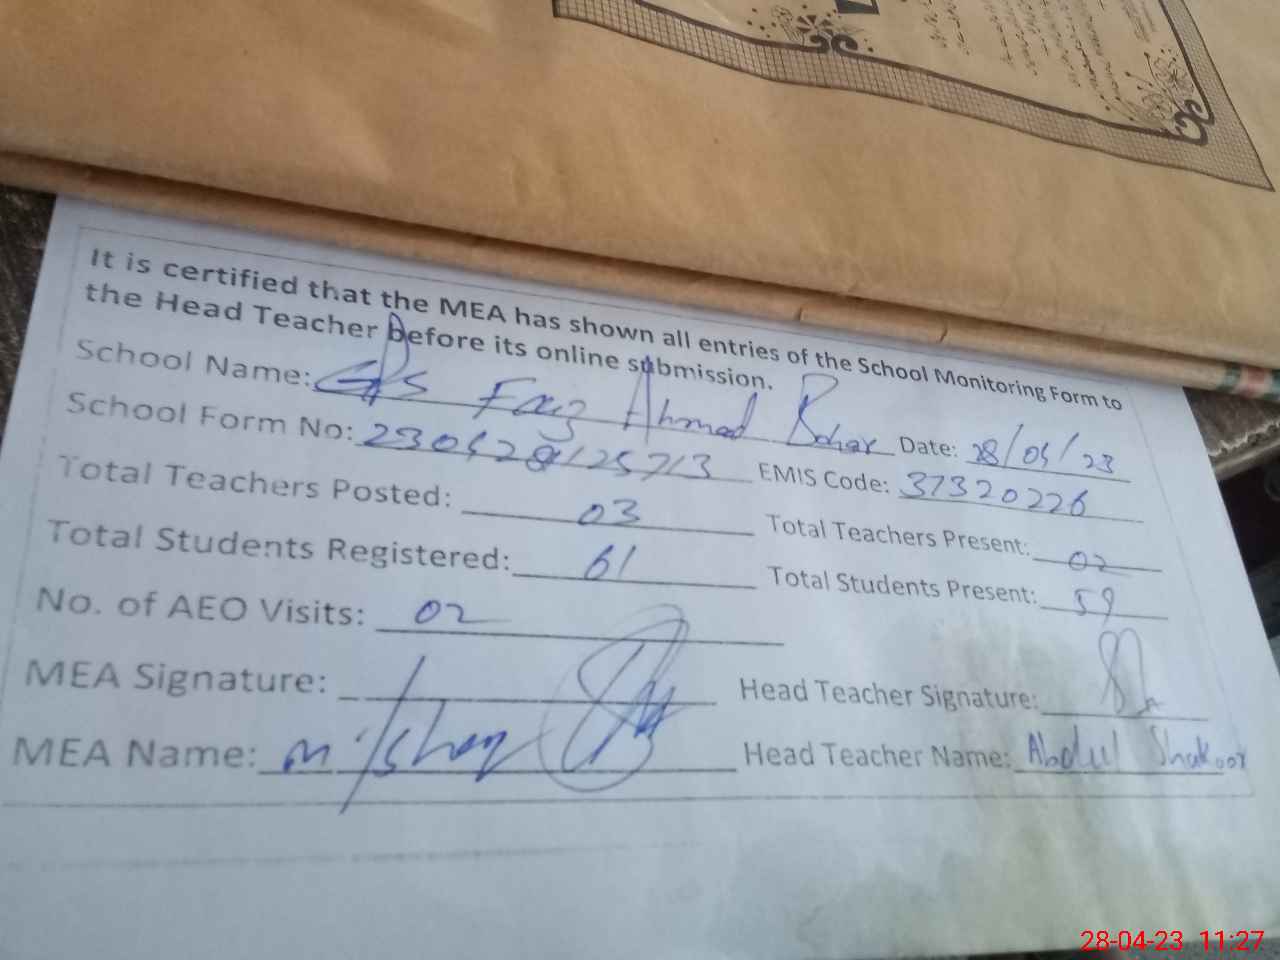 It is certified that the MEA has shown all entries of the School Monitoring Form to
the Head Teacher before its online submission.
School Name: GPS Faiz Ahmad Date: 28/04/23
School Form No: 230428125713 EMIS Code: 37320226
Total Teachers Posted: 03 Total Teachers Present: 02
Total Students Registered: 61 Total Students Present: 59
No. of AEO Visits: 02
MEA Signature: Head Teacher Signature:
MEA Name: Head Teacher Name: Abdul Shakoor
28-04-23 11:27